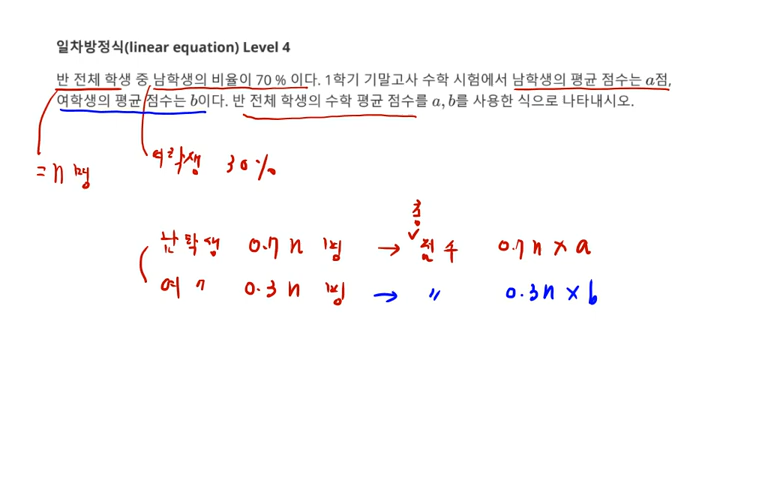 일차방정식(linear equation) Level 4
반 전체 학생 중 남학생의 비율이 70 % 이다. 1학기 기말고사 수학 시험에서 남학생의 평균 점수는 a점,
여학생의 평균 점수는 b이다. 반 전체 학생의 수학 평균 점수를 a, b를 사용한 식으로 나타내시오.
여학생 30%
= n 명
총
남학생 0.7n 명 → 점수 0.7n × a
여 〃 0.3n 명 → 〃 0.3n × b